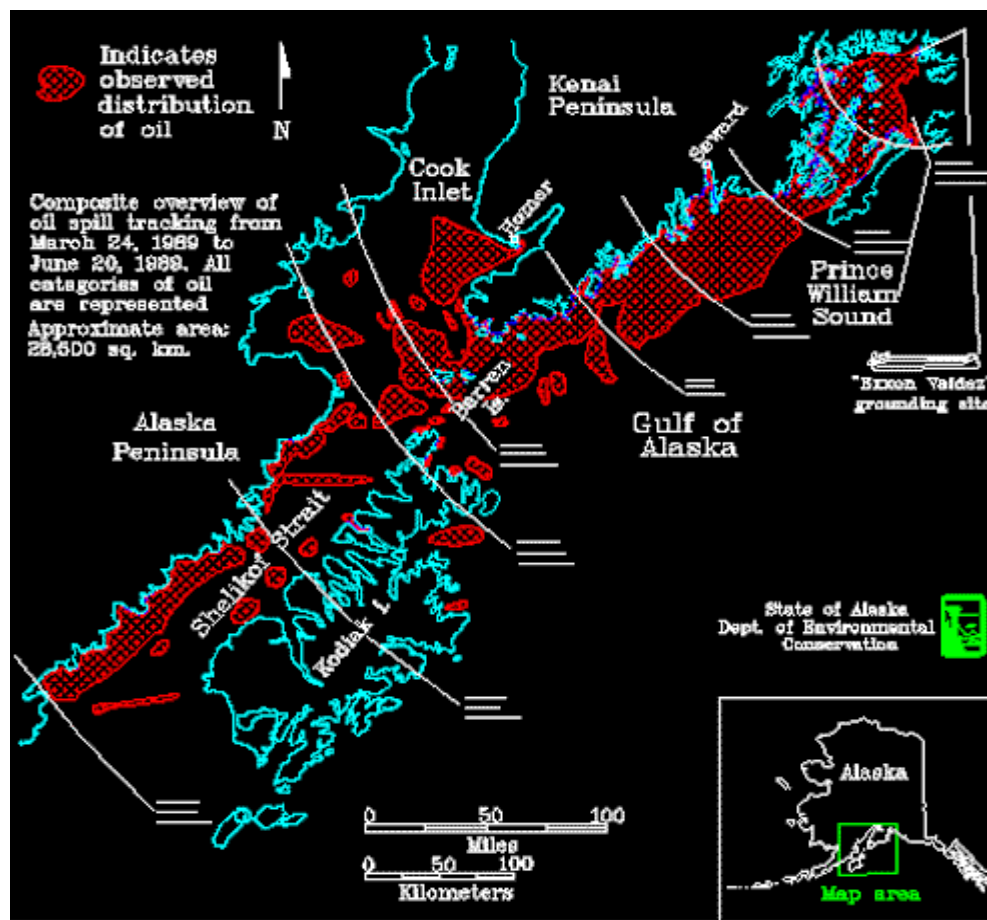 Indicates
observed
distribution
of oil
N
Kenai
Peninsula
Cook
Inlet
Seward
Homer
Composite overview of
oil spill tracking from
March 24, 1989 to
June 20, 1989. All
categories of oil
are represented
Approximate area:
28,500 sq. km.
Prince
William
Sound
"Exxon Valdez"
grounding site
Barren
Is.
Gulf of
Alaska
Alaska
Peninsula
Shelikof Strait
Kodiak I.
State of Alaska
Dept. of Environmental
Conservation
Alaska
Map area
0 50 100
Miles
0 50 100
Kilometers